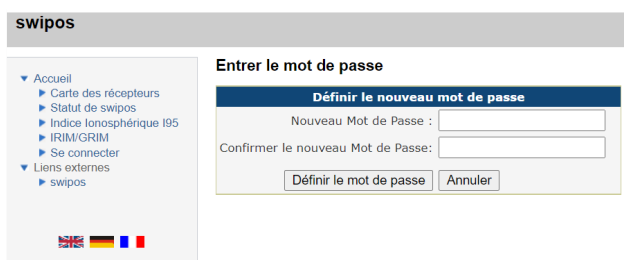 swipos
Accueil
Carte des récepteurs
Statut de swipos
Indice Ionosphérique I95
IRIM/GRIM
Se connecter
Liens externes
swipos
Entrer le mot de passe
Définir le nouveau mot de passe
Nouveau Mot de Passe :
Confirmer le nouveau Mot de Passe:
Définir le mot de passe Annuler